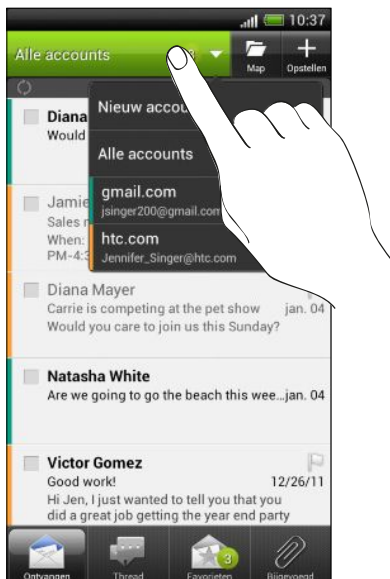 10:37
Alle accounts
Map
Opstellen
Nieuw
Alle accounts
gmail.com
jsinger200@gmail.com
htc.com
Jennifer_Singer@htc.com
Diana
Would
Jamie
Sales
When:
Diana Mayer
Carrie is competing at the pet show jan. 04
Would you care to join us this Sunday?
Natasha White
Are we going to go the beach this wee...jan. 04
Victor Gomez
Good work! 12/26/11
Hi Jen, I just wanted to tell you that you
did a great job getting the year end party
Ontvangen
Thread
3
Favorieten
Bijgevoegd